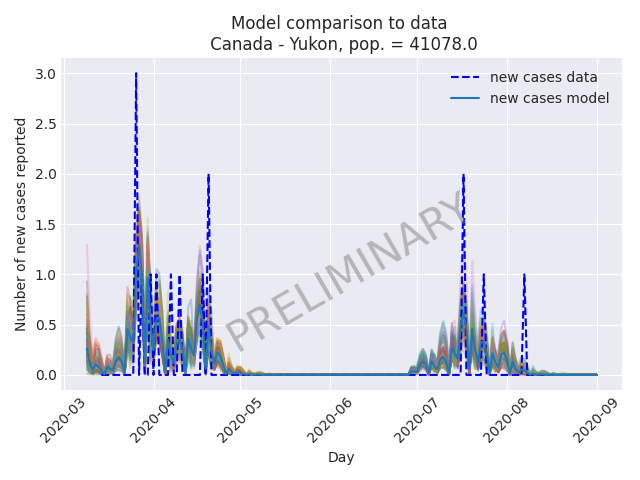 Model comparison to data
Canada - Yukon, pop. = 41078.0
3.0
2.5
2.0
1.5
1.0
0.5
0.0
Number of new cases reported
new cases data
new cases model
PRELIMINARY
2020-03
2020-04
2020-05
2020-06
2020-07
2020-08
2020-09
Day